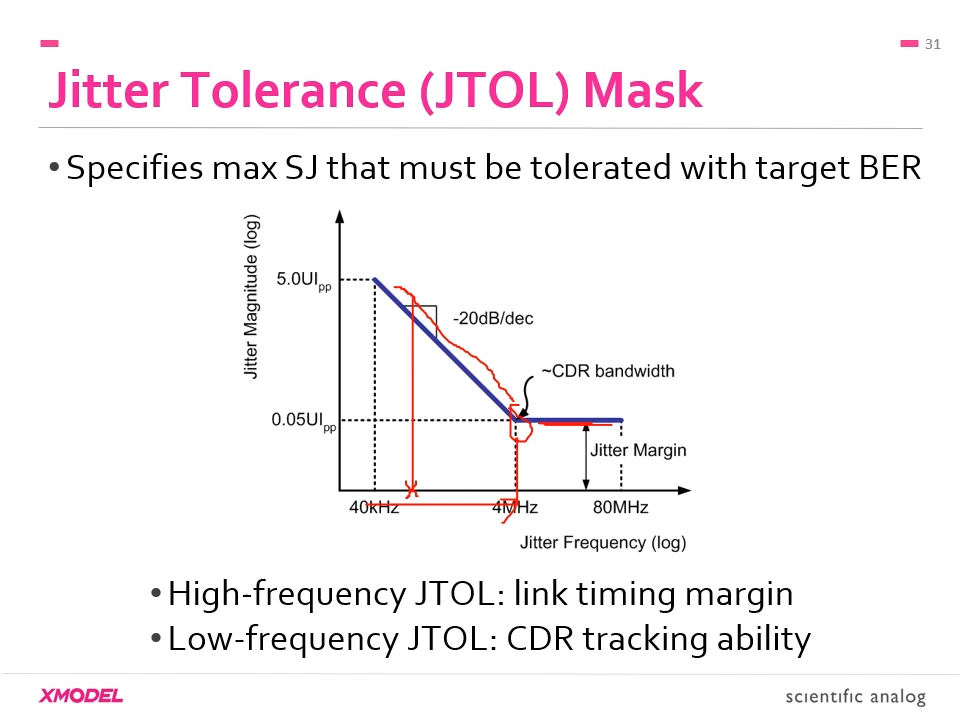 31
Jitter Tolerance (JTOL) Mask
• Specifies max SJ that must be tolerated with target BER
Jitter Magnitude (log)
5.0UIpp
-20dB/dec
~CDR bandwidth
0.05UIpp
Jitter Margin
40kHz 4MHz 80MHz
Jitter Frequency (log)
• High-frequency JTOL: link timing margin
• Low-frequency JTOL: CDR tracking ability
XMODEL scientific analog